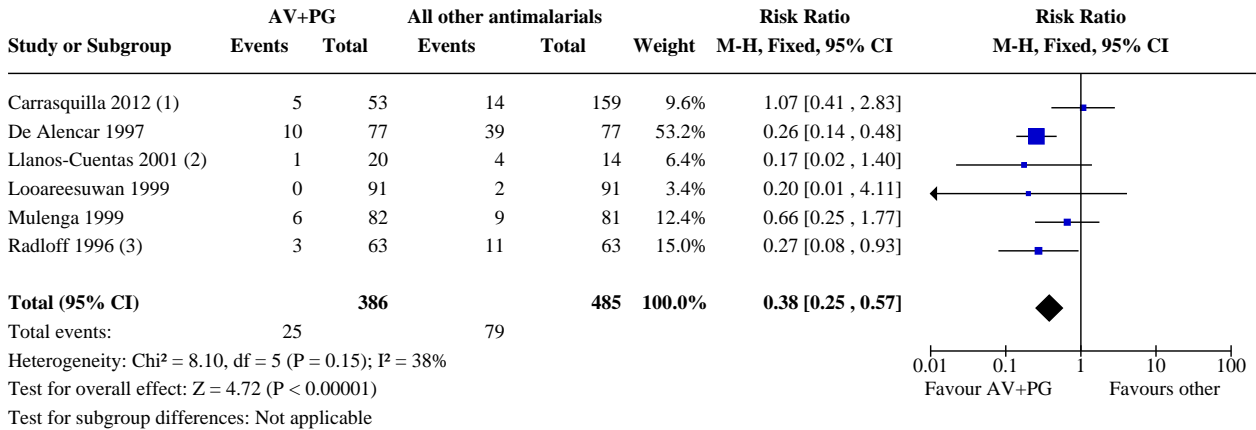 AV+PG All other antimalarials Risk Ratio Risk Ratio
Study or Subgroup Events Total Events Total Weight M-H, Fixed, 95% CI M-H, Fixed, 95% CI
Carrasquilla 2012 (1) 5 53 14 159 9.6% 1.07 [0.41 , 2.83]
De Alencar 1997 10 77 39 77 53.2% 0.26 [0.14 , 0.48]
Llanos-Cuentas 2001 (2) 1 20 4 14 6.4% 0.17 [0.02 , 1.40]
Looareesuwan 1999 0 91 2 91 3.4% 0.20 [0.01 , 4.11]
Mulenga 1999 6 82 9 81 12.4% 0.66 [0.25 , 1.77]
Radloff 1996 (3) 3 63 11 63 15.0% 0.27 [0.08 , 0.93]
Total (95% CI) 386 485 100.0% 0.38 [0.25 , 0.57]
Total events: 25 79
Heterogeneity: Chi² = 8.10, df = 5 (P = 0.15); I² = 38%
0.01 0.1 1 10 100
Test for overall effect: Z = 4.72 (P < 0.00001)
Favour AV+PG Favours other
Test for subgroup differences: Not applicable